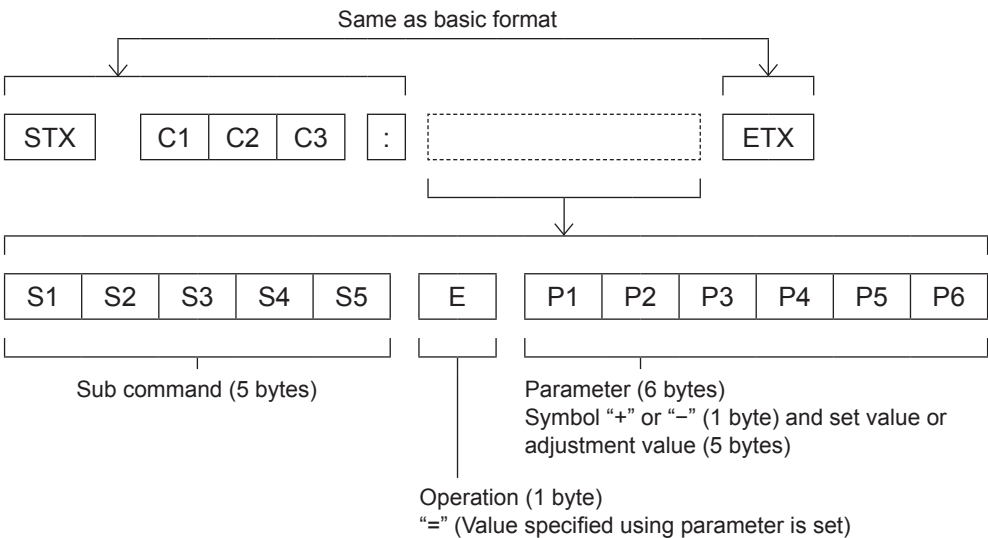 Same as basic format
STX C1 C2 C3 : ETX
S1 S2 S3 S4 S5 E P1 P2 P3 P4 P5 P6
Sub command (5 bytes)
Parameter (6 bytes)
Symbol “+” or “−” (1 byte) and set value or
adjustment value (5 bytes)
Operation (1 byte)
“=” (Value specified using parameter is set)